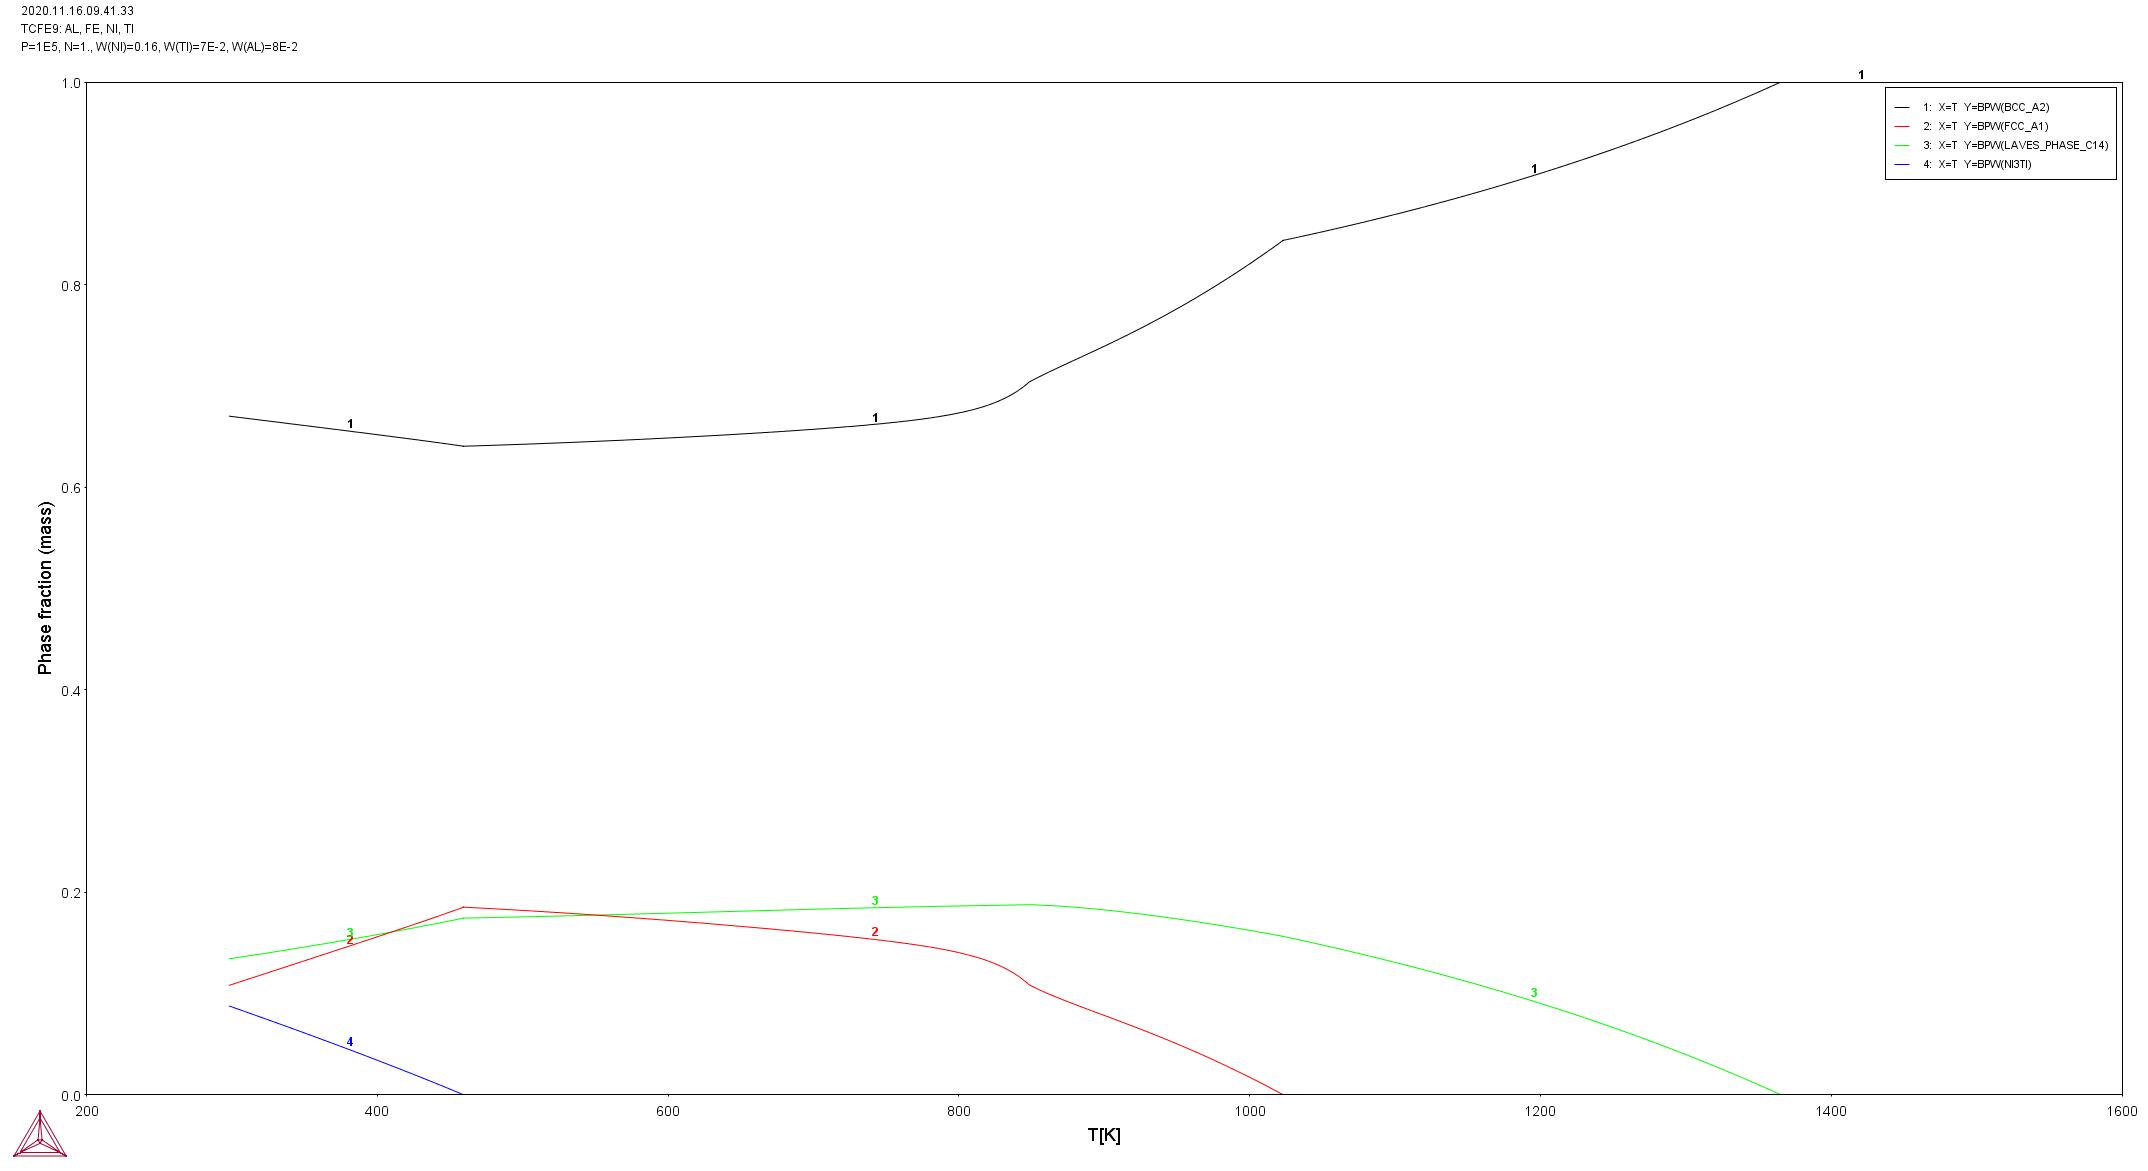 2020.11.16.09.41.33
TCFE9: AL, FE, NI, TI
P=1E5, N=1., W(NI)=0.16, W(TI)=7E-2, W(AL)=8E-2
1
1: X=T Y=BPW(BCC_A2)
2: X=T Y=BPW(FCC_A1)
3: X=T Y=BPW(LAVES_PHASE_C14)
4: X=T Y=BPW(NI3TI)
1.0
0.8
0.6
0.4
0.2
0.0
Phase fraction (mass)
1
1
1
3
2
3
2
3
4
200 400 600 800 1000 1200 1400 1600
T[K]